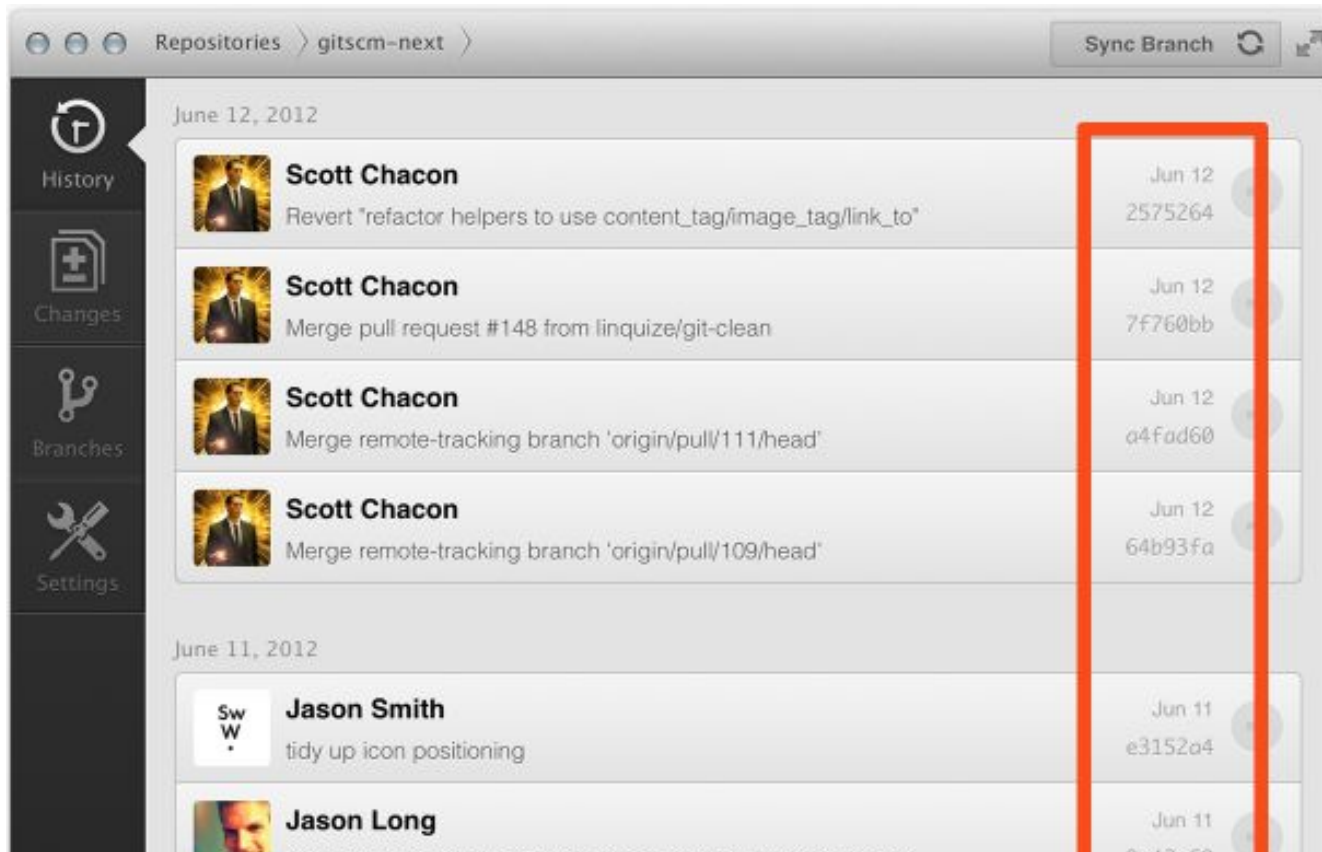 Repositories gitscm-next
Sync Branch
History
Changes
Branches
Settings
June 12, 2012
Scott Chacon
Jun 12
Revert "refactor helpers to use content_tag/image_tag/link_to"
2575264
Scott Chacon
Jun 12
Merge pull request #148 from linquize/git-clean
7f760bb
Scott Chacon
Jun 12
Merge remote-tracking branch 'origin/pull/111/head'
a4fad60
Scott Chacon
Jun 12
Merge remote-tracking branch 'origin/pull/109/head'
64b93fa
June 11, 2012
SW
W
.
Jason Smith
Jun 11
tidy up icon positioning
e3152a4
Jason Long
Jun 11